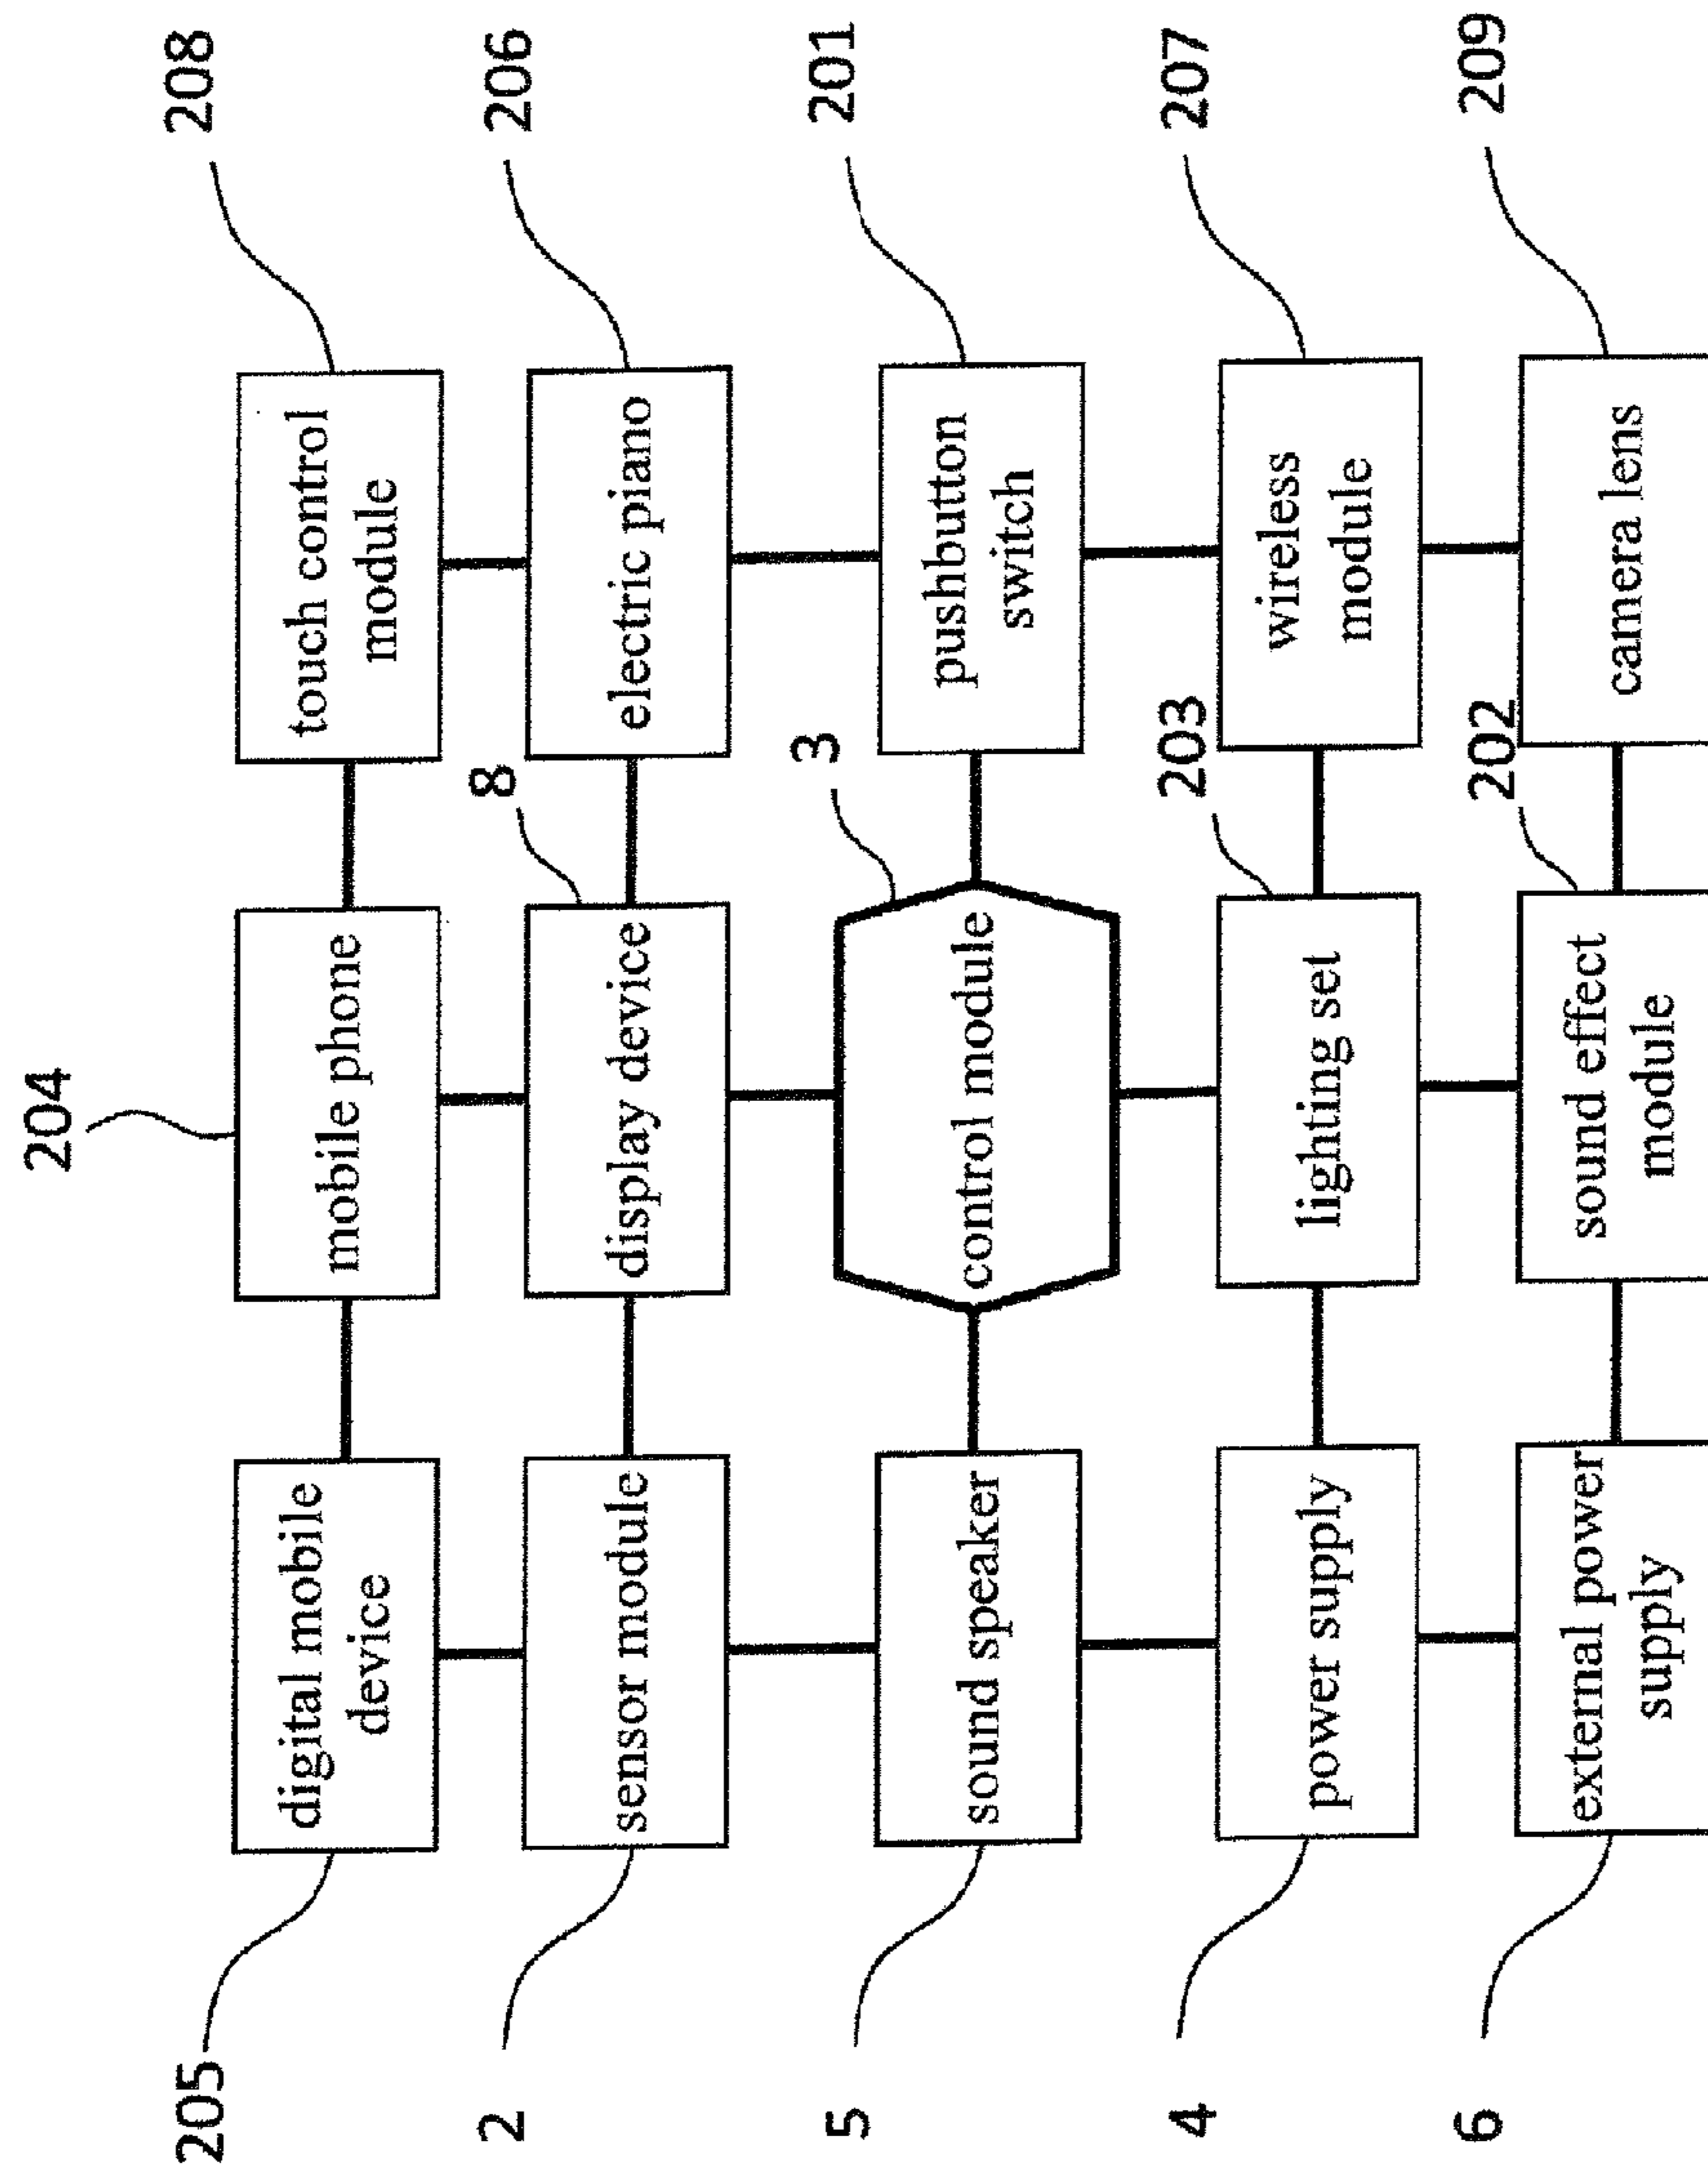 204
205
digital mobile
device
mobile phone
touch control
module
208
8
2
sensor module
display device
electric piano
206
3
5
sound speaker
control module
pushbutton
switch
201
203
4
power supply
lighting set
wireless
module
207
202
6
external power
supply
sound effect
module
camera lens
209